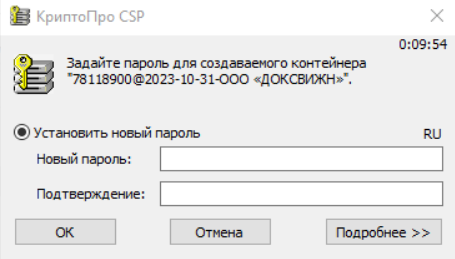 КриптоПро CSP
0:09:54
Задайте пароль для создаваемого контейнера
"78118900@2023-10-31-ООО «ДОКСВИЖН»".
Установить новый пароль RU
Новый пароль:
Подтверждение:
ОК Отмена Подробнее >>